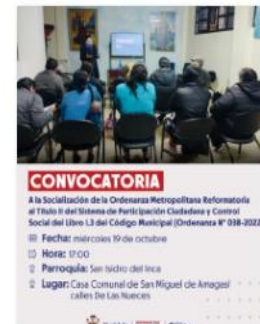 CONVOCATORIA
A la Socialización de la Ordenanza Metropolitana Reformatoria
al Título II del Sistema de Participación Ciudadana y Control
Social del Libro I.3 del Código Municipal (Ordenanza N° 038-2022
Fecha: miércoles 19 de octubre
Hora: 17:00
Parroquia: San Isidro del Inca
Lugar: Casa Comunal de San Miguel de Amagasí
calles De Las Nueces